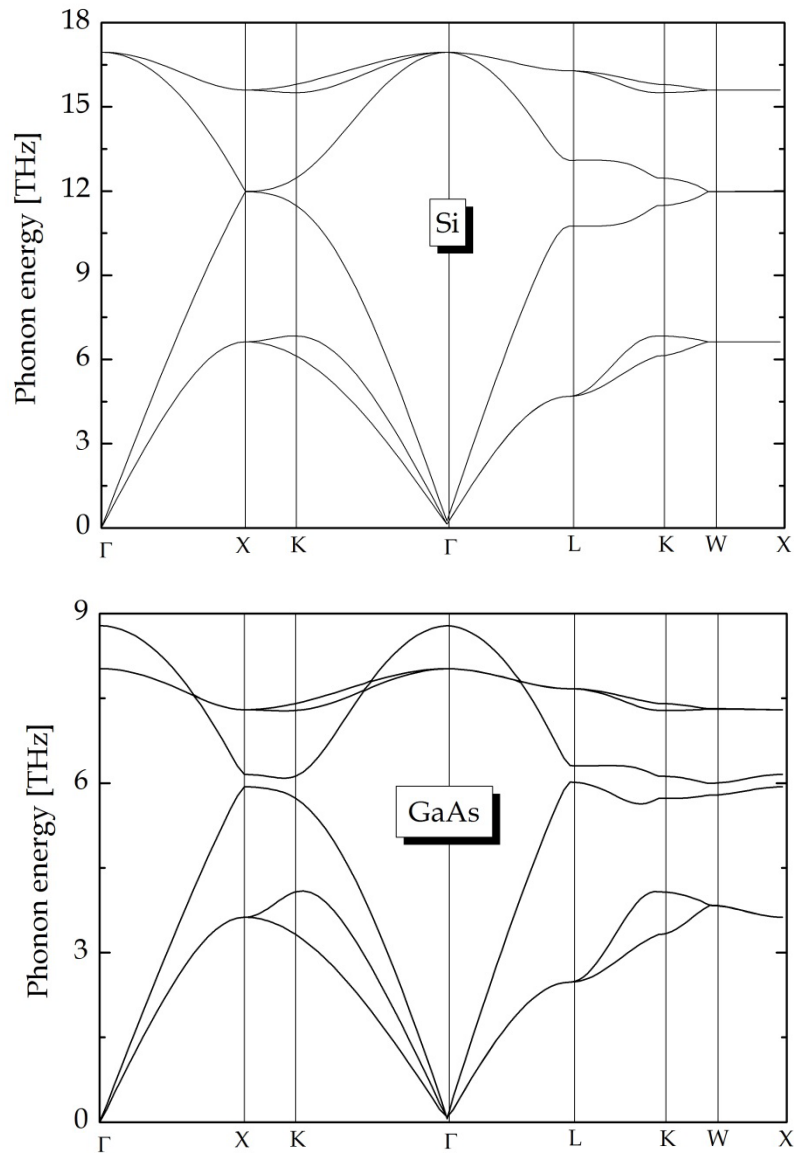 18
15
12
9
6
3
0
Phonon energy [THz]
Si
Γ X K Γ L K W X
9
6
3
0
Phonon energy [THz]
GaAs
Γ X K Γ L K W X